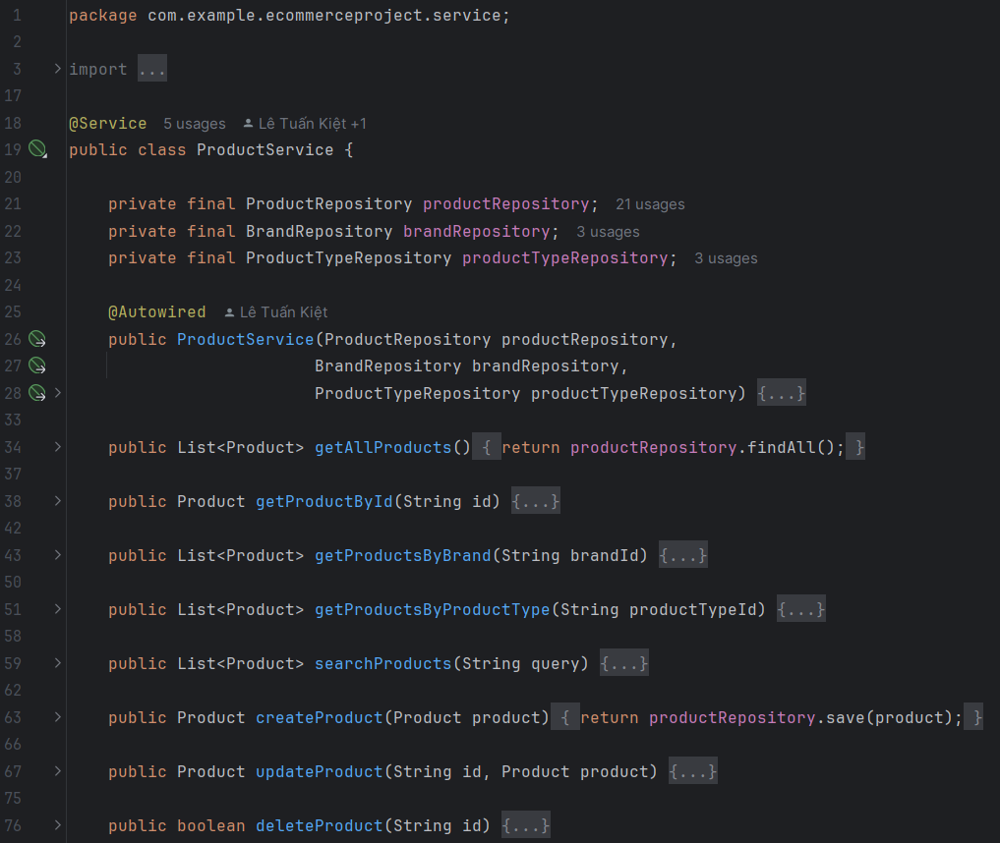 1 package com.example.ecommerceproject.service;
2
3 import ...
17
18 @Service 5 usages Lê Tuấn Kiệt +1
19 public class ProductService {
20
21 private final ProductRepository productRepository; 21 usages
22 private final BrandRepository brandRepository; 3 usages
23 private final ProductTypeRepository productTypeRepository; 3 usages
24
25 @Autowired Lê Tuấn Kiệt
26 public ProductService(ProductRepository productRepository,
27 BrandRepository brandRepository,
28 ProductTypeRepository productTypeRepository) {...}
33
34 public List<Product> getAllProducts() { return productRepository.findAll(); }
37
38 public Product getProductById(String id) {...}
42
43 public List<Product> getProductsByBrand(String brandId) {...}
50
51 public List<Product> getProductsByProductType(String productTypeId) {...}
58
59 public List<Product> searchProducts(String query) {...}
62
63 public Product createProduct(Product product) { return productRepository.save(product); }
66
67 public Product updateProduct(String id, Product product) {...}
75
76 public boolean deleteProduct(String id) {...}